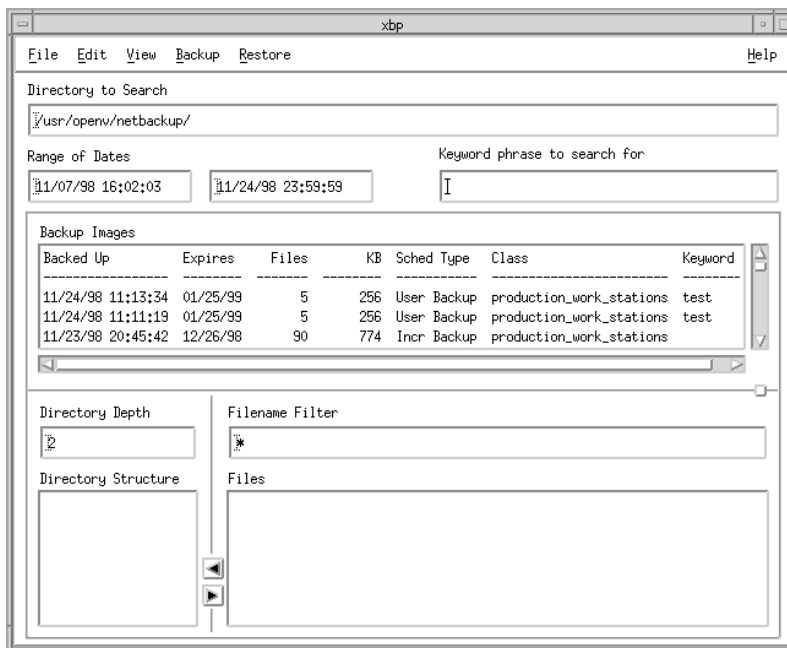 xbp
File Edit View Backup Restore Help
Directory to Search
/usr/openv/netbackup/
Range of Dates Keyword phrase to search for
11/07/98 16:02:03 11/24/98 23:59:59
Backup Images
Backed Up Expires Files KB Sched Type Class Keyword
----------------- -------- ------- -------- ----------- ------------------------ --------
11/24/98 11:13:34 01/25/99 5 256 User Backup production_work_stations test
11/24/98 11:11:19 01/25/99 5 256 User Backup production_work_stations test
11/23/98 20:45:42 12/26/98 90 774 Incr Backup production_work_stations
Directory Depth Filename Filter
2 *
Directory Structure Files